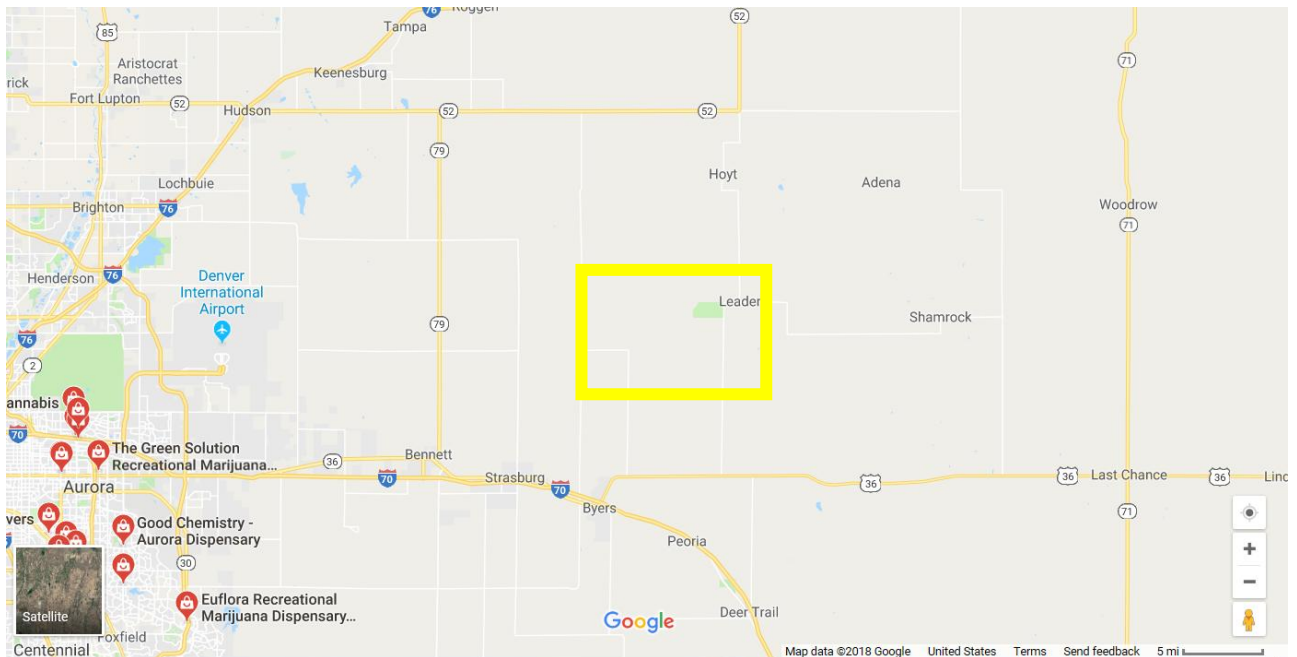 76
Roggen
52
85
Tampa
71
Aristocrat
Ranchettes
Keenesburg
rick
Fort Lupton
52
Hudson
52
52
79
Hoyt
Adena
Lochbuie
Woodrow
Brighton
76
71
Henderson
76
Denver
International
Airport
Leader
Shamrock
79
76
2
annabis
70
The Green Solution
Recreational Marijuana...
36
Bennett
70
Strasburg
70
36
36
Last Chance
36
Linc
Aurora
Byers
71
vers
Good Chemistry -
Aurora Dispensary
Peoria
30
Satellite
Euflora Recreational
Marijuana Dispensary...
Google
Deer Trail
Foxfield
Centennial
Map data ©2018 Google United States Terms Send feedback 5 mi